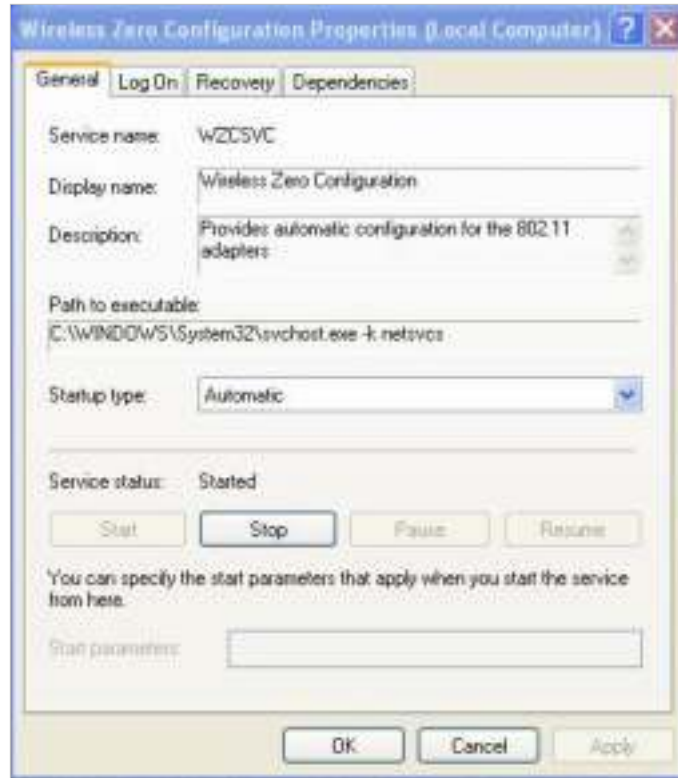 Wireless Zero Configuration Properties (Local Computer)
General Log On Recovery Dependencies
Service name: WZCSVC
Display name: Wireless Zero Configuration
Description: Provides automatic configuration for the 802.11
adapters
Path to executable:
C:\WINDOWS\System32\svchost.exe -k netsvcs
Startup type: Automatic
Service status: Started
Start Stop Pause Resume
You can specify the start parameters that apply when you start the service
from here.
Start parameters:
OK Cancel Apply